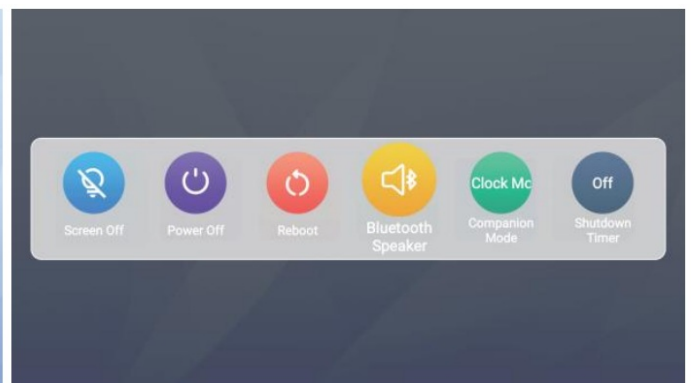 Clock Mc
Off
Screen Off
Power Off
Reboot
Bluetooth
Speaker
Companion
Mode
Shutdown
Timer